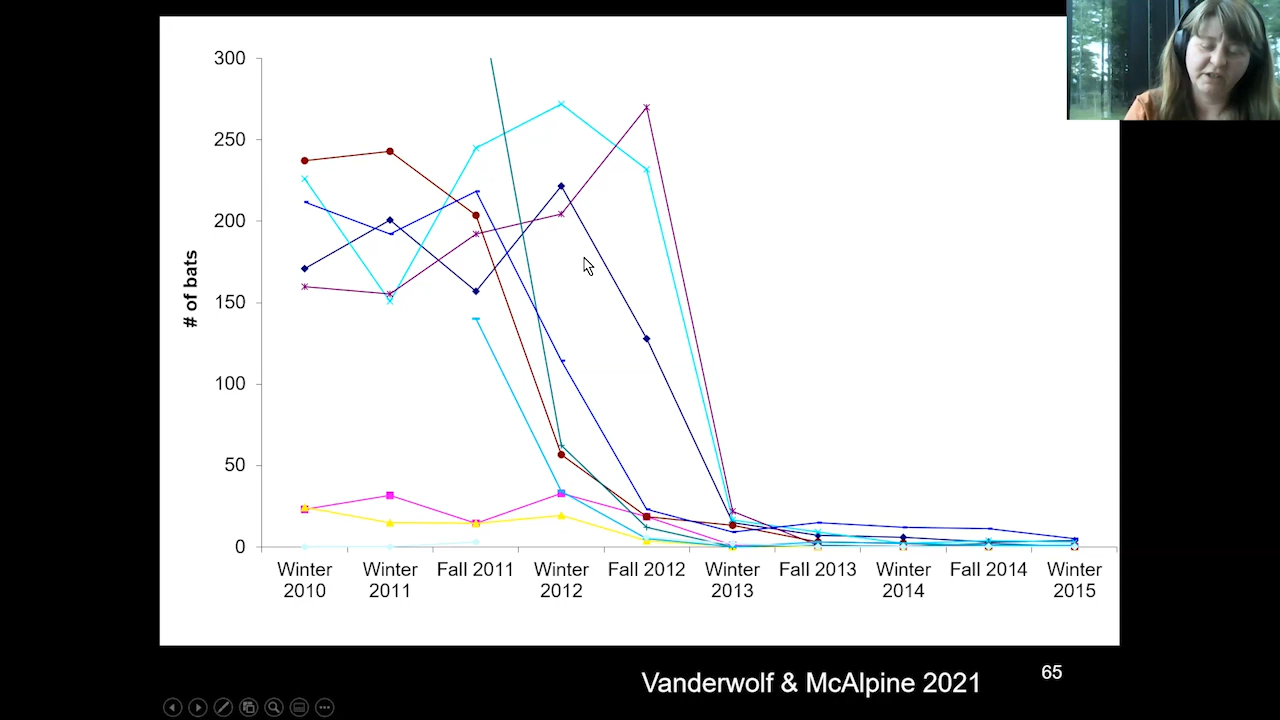 300
250
200
150
100
50
0
# of bats
Winter 2010
Winter 2011
Fall 2011
Winter 2012
Fall 2012
Winter 2013
Fall 2013
Winter 2014
Fall 2014
Winter 2015
Vanderwolf & McAlpine 2021
65